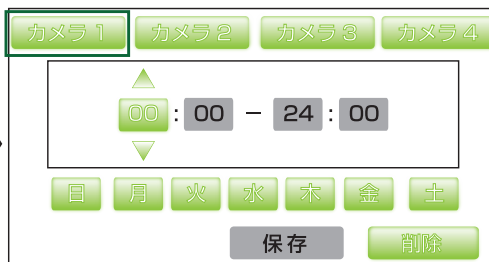 カメラ1 カメラ2 カメラ3 カメラ4
00 : 00 - 24 : 00
日 月 火 水 木 金 土
保存 削除